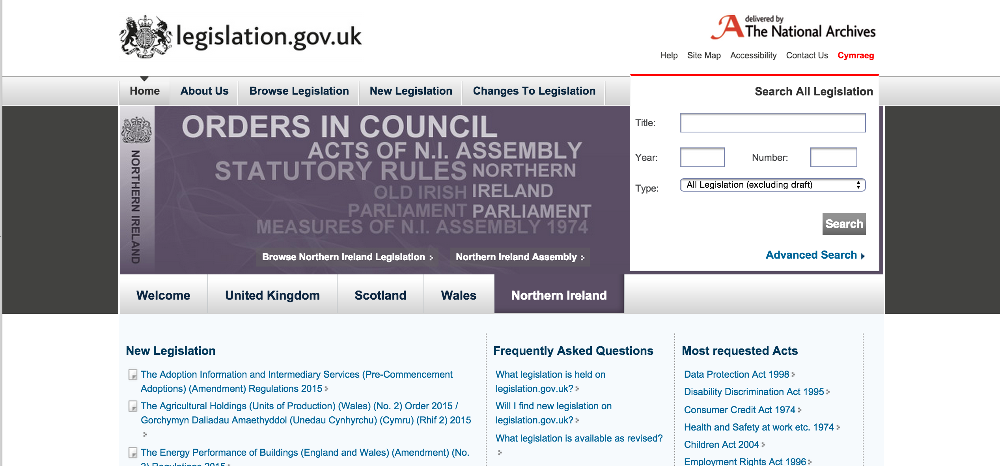 legislation.gov.uk
delivered by
The National Archives
Help Site Map Accessibility Contact Us Cymraeg
Home About Us Browse Legislation New Legislation Changes To Legislation
NORTHERN IRELAND
ORDERS IN COUNCIL
ACTS OF N.I. ASSEMBLY
STATUTORY RULES
OLD IRISH
PARLIAMENT
NORTHERN
IRELAND
PARLIAMENT
MEASURES OF N.I. ASSEMBLY 1974
Browse Northern Ireland Legislation
Northern Ireland Assembly
Search All Legislation
Title:
Year: Number:
Type: All Legislation (excluding draft)
Search
Advanced Search
Welcome United Kingdom Scotland Wales Northern Ireland
New Legislation
The Adoption Information and Intermediary Services (Pre-Commencement
Adoptions) (Amendment) Regulations 2015
The Agricultural Holdings (Units of Production) (Wales) (No. 2) Order 2015 /
Gorchymyn Daliadau Amaethyddol (Unedau Cynhyrchu) (Cymru) (Rhif 2) 2015
The Energy Performance of Buildings (England and Wales) (Amendment) (No.
2) Regulations 2015
Frequently Asked Questions
What legislation is held on
legislation.gov.uk?
Will I find new legislation on
legislation.gov.uk?
What legislation is available as revised?
Most requested Acts
Data Protection Act 1998
Disability Discrimination Act 1995
Consumer Credit Act 1974
Health and Safety at work etc. 1974
Children Act 2004
Employment Rights Act 1996